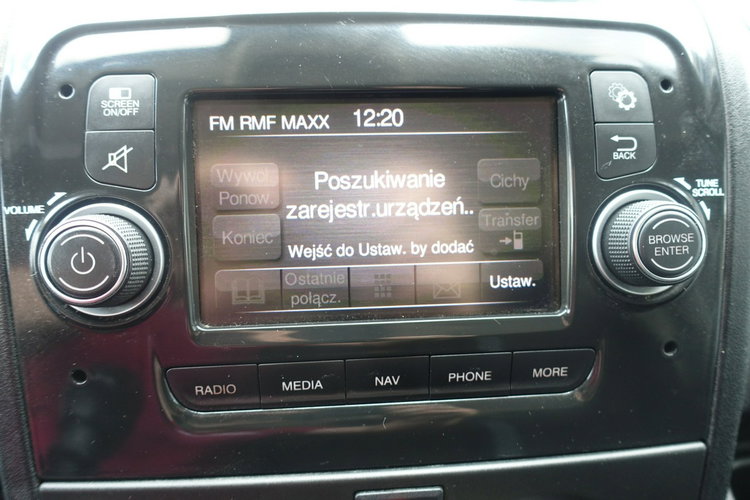 SCREEN
ON/OFF
VOLUME
FM RMF MAXX 12:20
Wywoł.
Ponow.
Poszukiwanie
zarejestr.urządzeń..
Cichy
Transfer
Koniec
Wejść do Ustaw. by dodać
Ostatnie
połącz.
Ustaw.
BACK
TUNE
SCROLL
BROWSE
ENTER
RADIO
MEDIA
NAV
PHONE
MORE